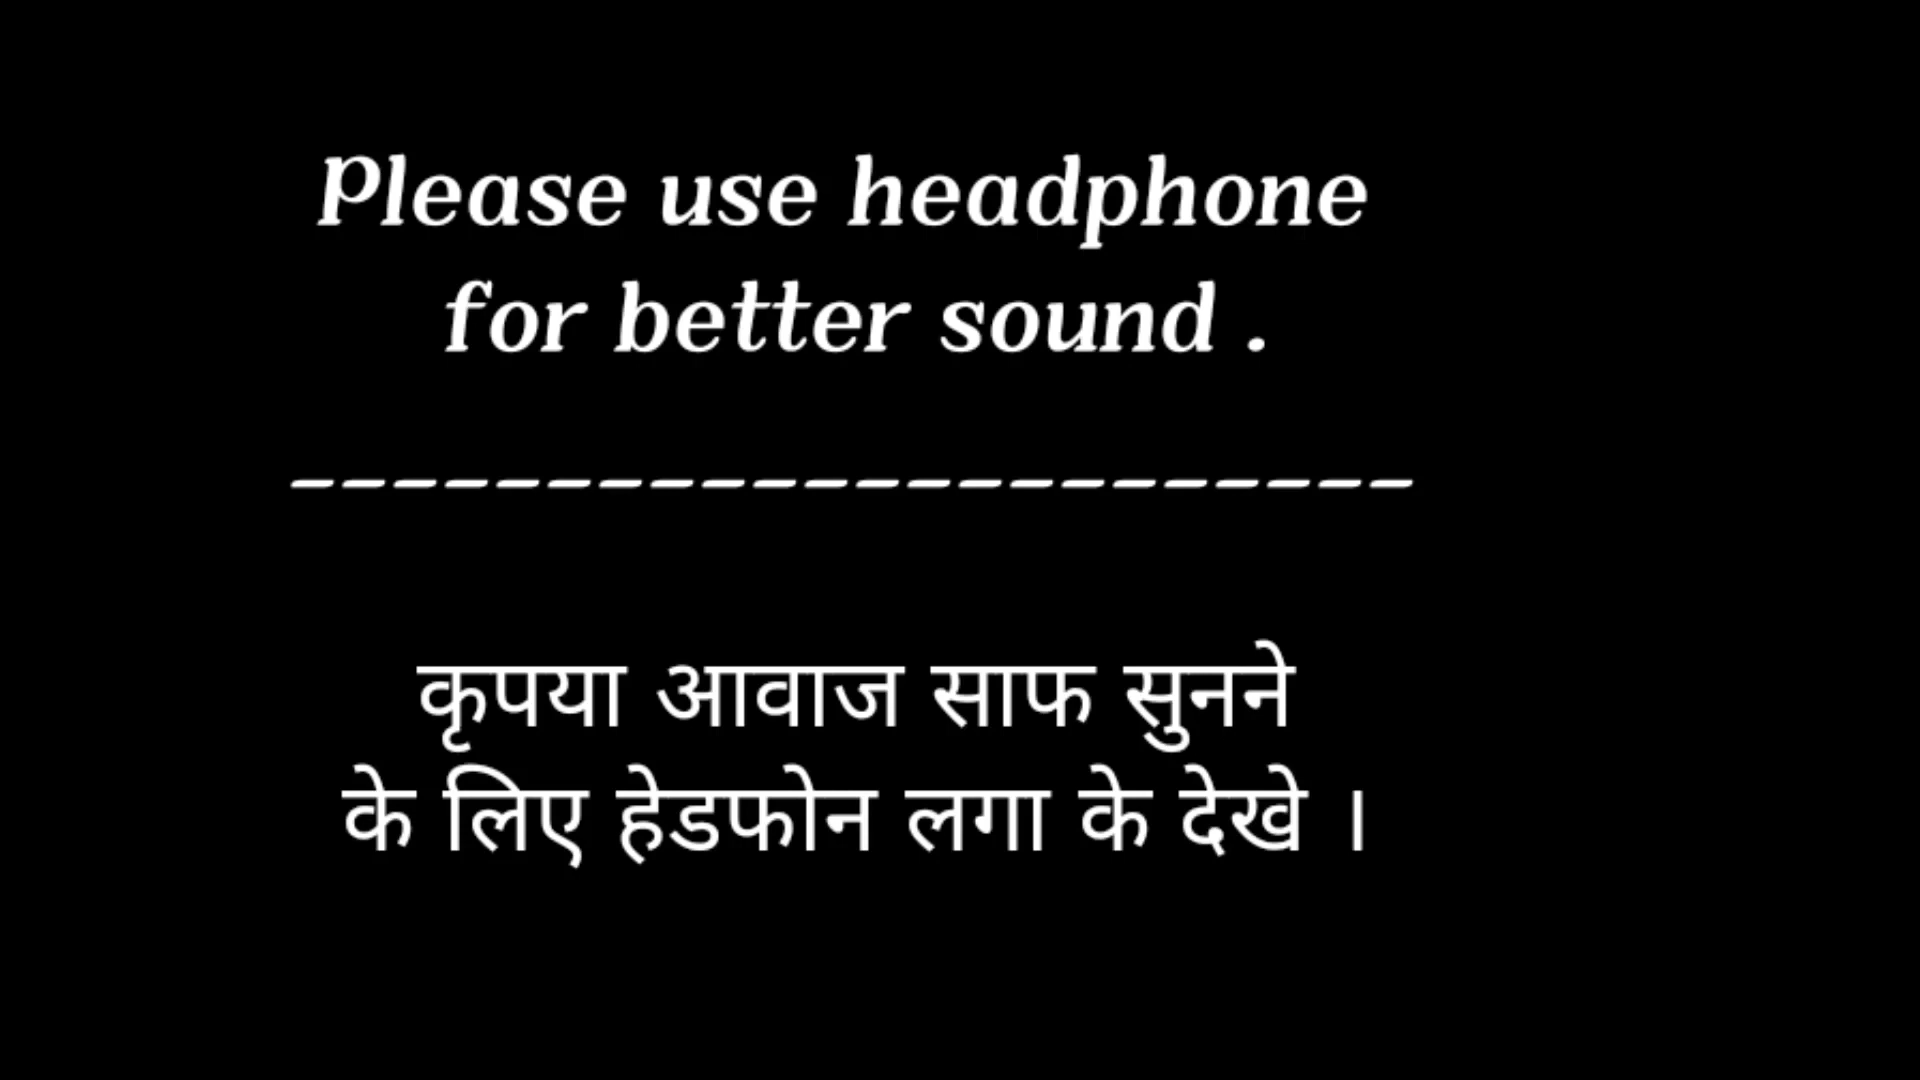 Please use headphone
for better sound .
----------------------
कृपया आवाज साफ सुनने
के लिए हेडफोन लगा के देखे ।